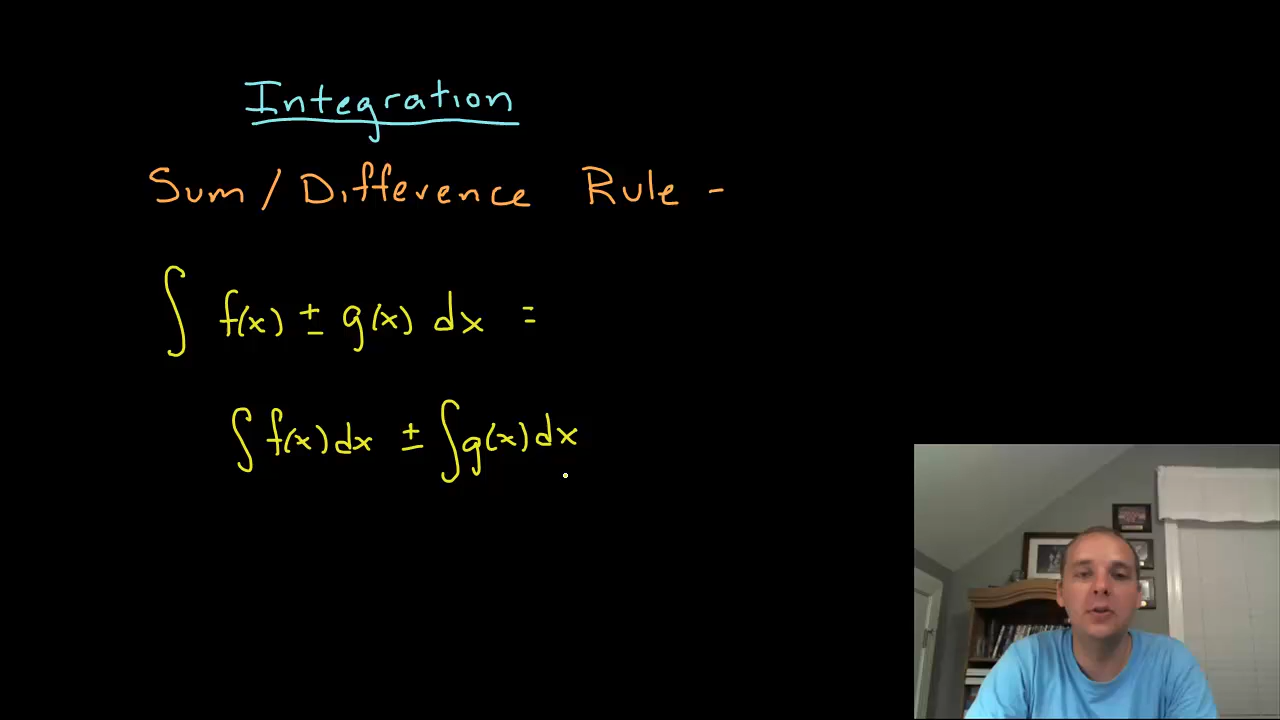 Integration
Sum / Difference Rule -
∫ f(x) ± g(x) dx =
∫ f(x) dx ± ∫ g(x) dx